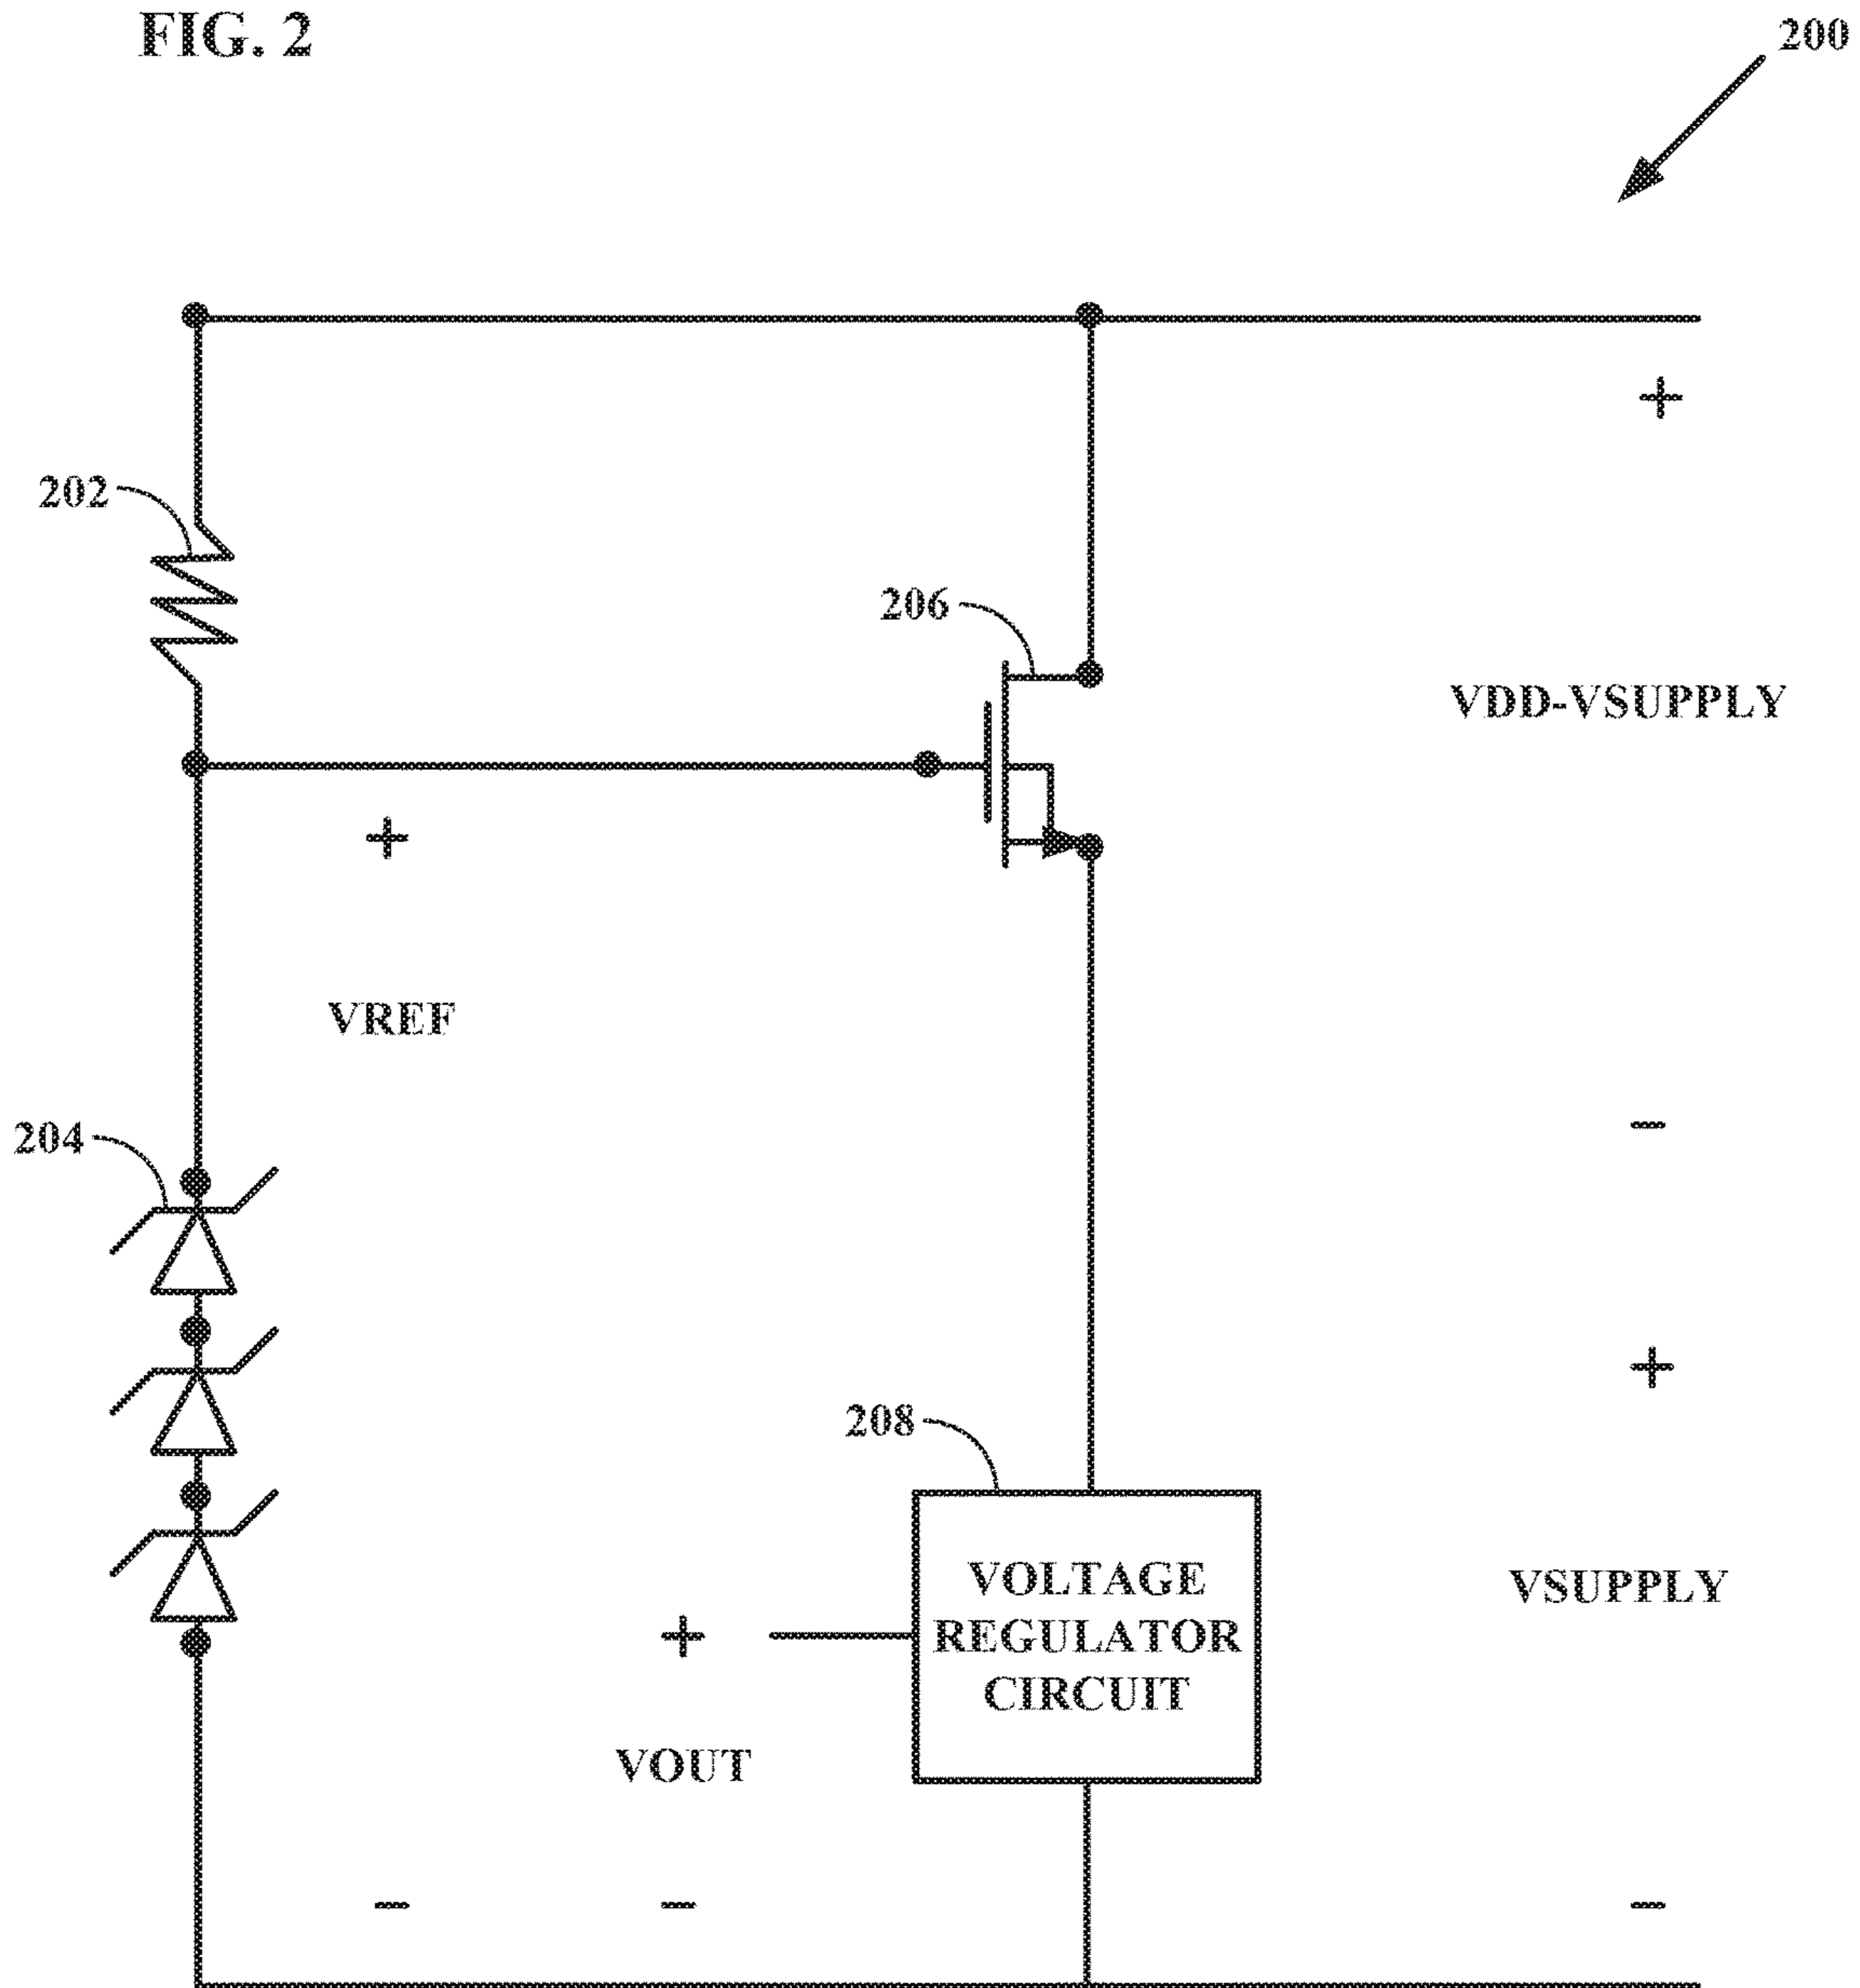 FIG. 2
200
+
202
206
VDD-VSUPPLY
+
VREF
204
−
+
208
VOLTAGE
REGULATOR
CIRCUIT
VSUPPLY
+
VOUT
−
−
−